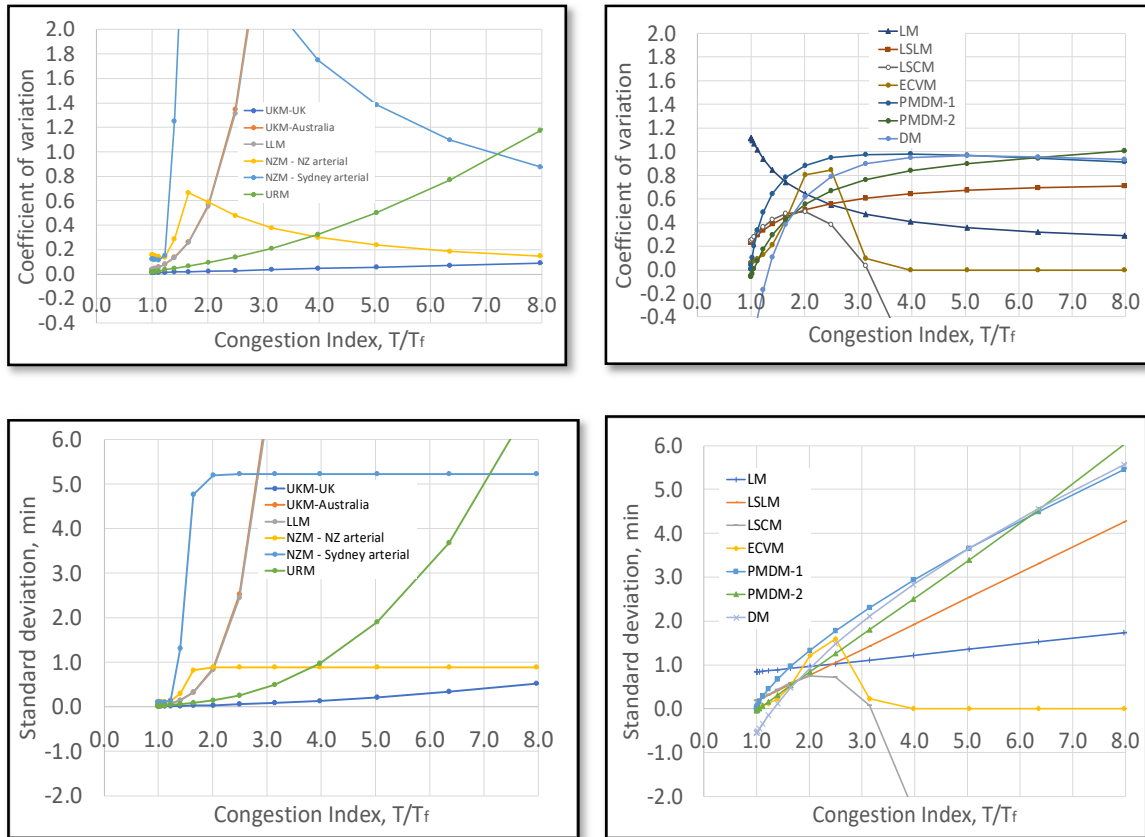 2.0
1.8
1.6
1.4
1.2
1.0
0.8
0.6
0.4
0.2
0.0
-0.2
-0.4
0.0 1.0 2.0 3.0 4.0 5.0 6.0 7.0 8.0
Coefficient of variation
Congestion Index, T/Tf
UKM-UK
UKM-Australia
LLM
NZM - NZ arterial
NZM - Sydney arterial
URM
2.0
1.8
1.6
1.4
1.2
1.0
0.8
0.6
0.4
0.2
0.0
-0.2
-0.4
0.0 1.0 2.0 3.0 4.0 5.0 6.0 7.0 8.0
Coefficient of variation
Congestion Index, T/Tf
LM
LSLM
LSCM
ECVM
PMDM-1
PMDM-2
DM
6.0
5.0
4.0
3.0
2.0
1.0
0.0
-1.0
-2.0
0.0 1.0 2.0 3.0 4.0 5.0 6.0 7.0 8.0
Standard deviation, min
Congestion Index, T/Tf
UKM-UK
UKM-Australia
LLM
NZM - NZ arterial
NZM - Sydney arterial
URM
6.0
5.0
4.0
3.0
2.0
1.0
0.0
-1.0
-2.0
0.0 1.0 2.0 3.0 4.0 5.0 6.0 7.0 8.0
Standard deviation, min
Congestion Index, T/Tf
LM
LSLM
LSCM
ECVM
PMDM-1
PMDM-2
DM